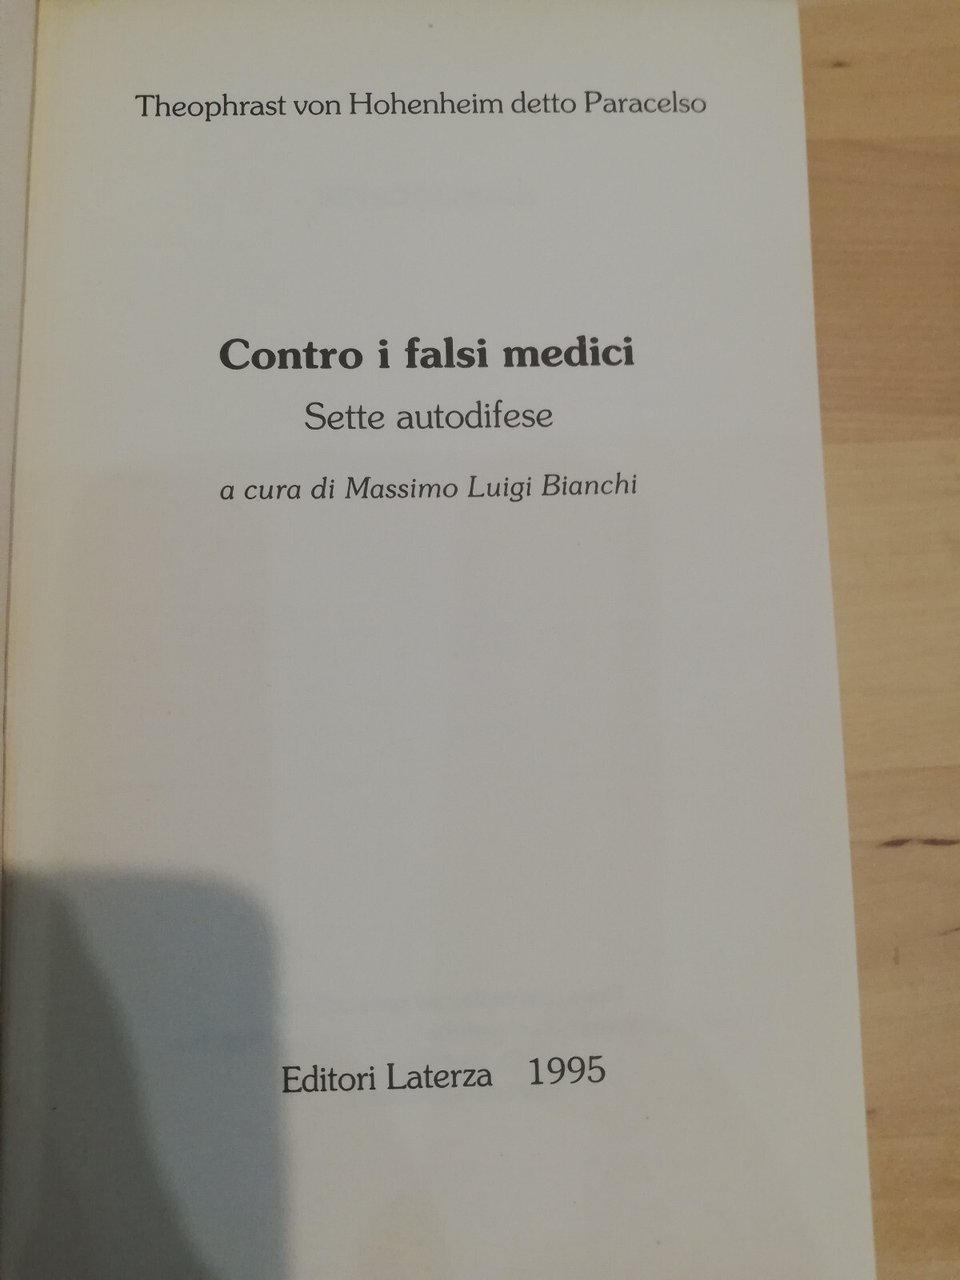 Theophrast von Hohenheim detto Paracelso
Contro i falsi medici
Sette autodifese
a cura di Massimo Luigi Bianchi
Editori Laterza 1995